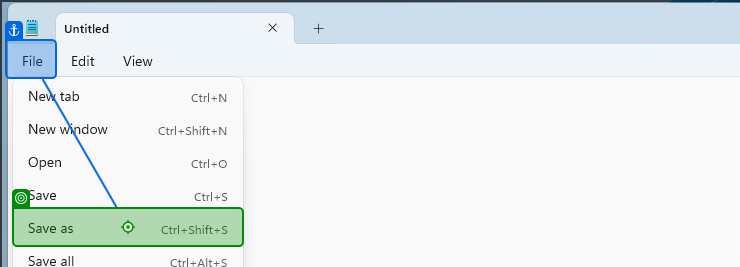 Untitled
File Edit View
New tab Ctrl+N
New window Ctrl+Shift+N
Open Ctrl+O
Save Ctrl+S
Save as Ctrl+Shift+S
Save all Ctrl+Alt+S